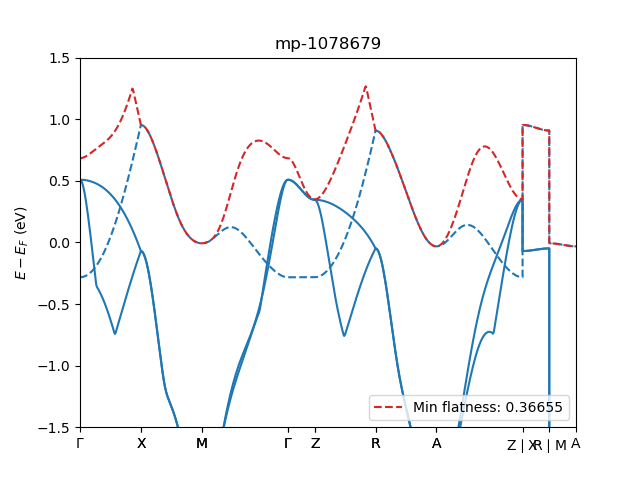 mp-1078679
1.5
1.0
0.5
0.0
−0.5
−1.0
−1.5
E − E_F (eV)
Min flatness: 0.36655
Γ X M Γ Z R A Z | X R | M A